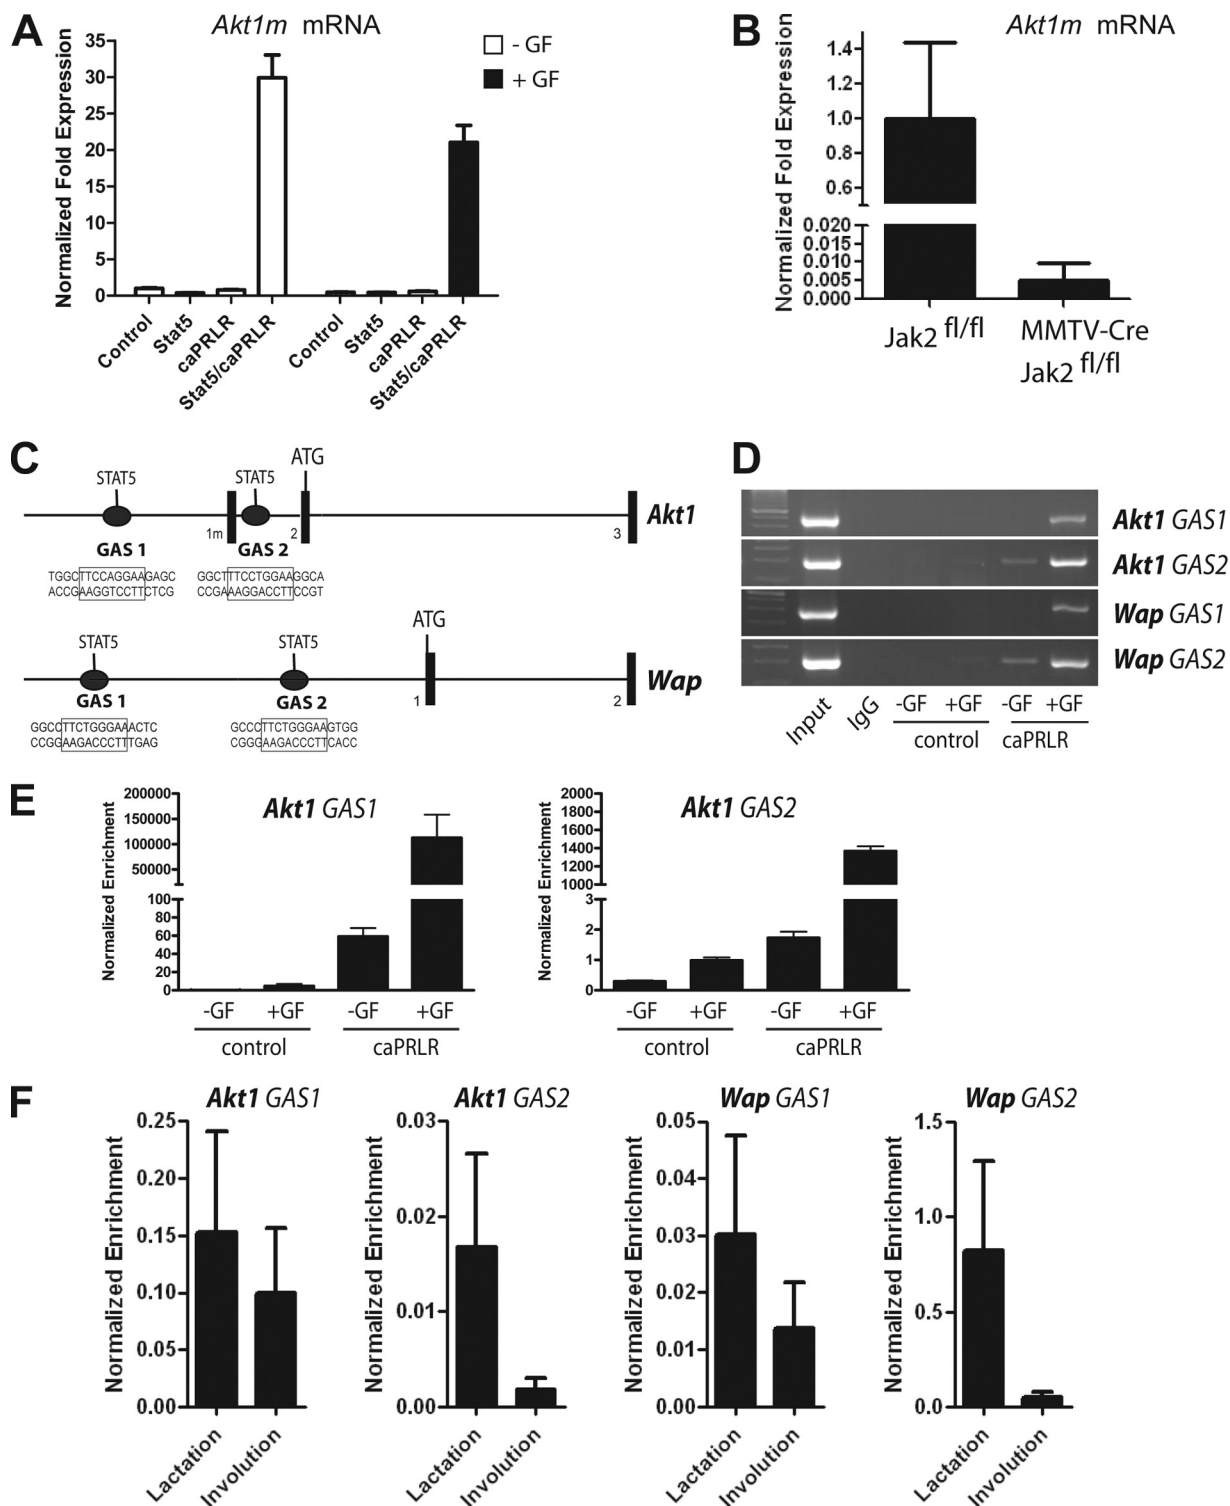 A
Akt1m mRNA
Normalized Fold Expression
35
30
25
20
15
10
5
0
- GF
+ GF
Control
Stat5
caPRLR
Stat5/caPRLR
Control
Stat5
caPRLR
Stat5/caPRLR
B
Akt1m mRNA
Normalized Fold Expression
1.4
1.2
1.0
0.8
0.6
0.020
0.015
0.010
0.005
0.000
Jak2 fl/fl
MMTV-Cre
Jak2 fl/fl
C
ATG
STAT5 STAT5
1m 2 3 Akt1
GAS 1 GAS 2
TGGCTTCCAGGAAGAGC GGCTTTCCTGGAAGGCA
ACCGAAGGTCCTTCTCG CCGAAAGGACCTTCCGT
ATG
STAT5 STAT5
1 2 Wap
GAS 1 GAS 2
GGCCTTCTGGGAAACTC GCCCTTCTGGGAAGTGG
CCGGAAGACCCTTTGAG CGGGAAGACCCTTCACC
D
Akt1 GAS1
Akt1 GAS2
Wap GAS1
Wap GAS2
Input
IgG
-GF +GF -GF +GF
control caPRLR
E
Akt1 GAS1
Normalized Enrichment
200000
150000
100000
50000
100
80
60
40
20
0
-GF +GF -GF +GF
control caPRLR
Akt1 GAS2
Normalized Enrichment
2000
1800
1600
1400
1200
1000
3
2
1
0
-GF +GF -GF +GF
control caPRLR
F
Akt1 GAS1
Normalized Enrichment
0.25
0.20
0.15
0.10
0.05
0.00
Lactation
Involution
Akt1 GAS2
Normalized Enrichment
0.03
0.02
0.01
0.00
Lactation
Involution
Wap GAS1
Normalized Enrichment
0.05
0.04
0.03
0.02
0.01
0.00
Lactation
Involution
Wap GAS2
Normalized Enrichment
1.5
1.0
0.5
0.0
Lactation
Involution